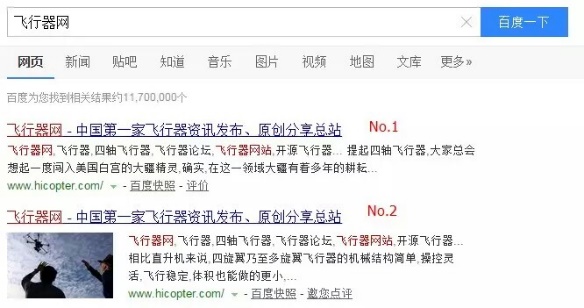 飞行器网
百度一下
网页 新闻 贴吧 知道 音乐 图片 视频 地图 文库 更多»
百度为您找到相关结果约11,700,000个
飞行器网 - 中国第一家飞行器资讯发布、原创分享总站 No.1
飞行器网,飞行器,四轴飞行器,飞行器论坛,飞行器网站,开源飞行器... 提起四轴飞行器,大家总会
想起一度闯入美国白宫的大疆精灵,确实,在这一领域大疆有着多年的耕耘...
www.hicopter.com/ - 百度快照 - 评价
飞行器网 - 中国第一家飞行器资讯发布、原创分享总站 No.2
飞行器网,飞行器,四轴飞行器,飞行器论坛,飞行器网站,开源飞行器...
相比直升机来说,四旋翼乃至多旋翼飞行器的机械结构简单,操控灵
活,飞行稳定,体积也能做的更小,...
www.hicopter.com/ - 百度快照 - 邀您点评